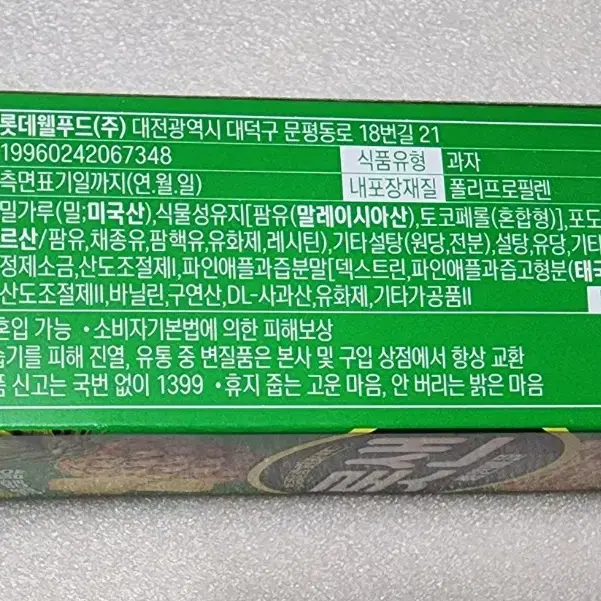 롯데웰푸드(주) 대전광역시 대덕구 문평동로 18번길 21
19960242067348 식품유형 과자
측면표기일까지(연.월.일) 내포장재질 폴리프로필렌
밀가루(밀:미국산),식물성유지[팜유(말레이시아산),토코페롤(혼합형)],포도
르산/팜유,채종유,팜핵유,유화제,레시틴),기타설탕(원당,전분),설탕,유당,기타
정제소금,산도조절제Ⅰ,파인애플과즙분말[덱스트린,파인애플과즙고형분(태국
산도조절제II,바닐린,구연산,DL-사과산,유화제,기타가공품II
혼입 가능 •소비자기본법에 의한 피해보상
습기를 피해 진열, 유통 중 변질품은 본사 및 구입 상점에서 항상 교환
품 신고는 국번 없이 1399 •휴지 줍는 고운 마음, 안 버리는 밝은 마음